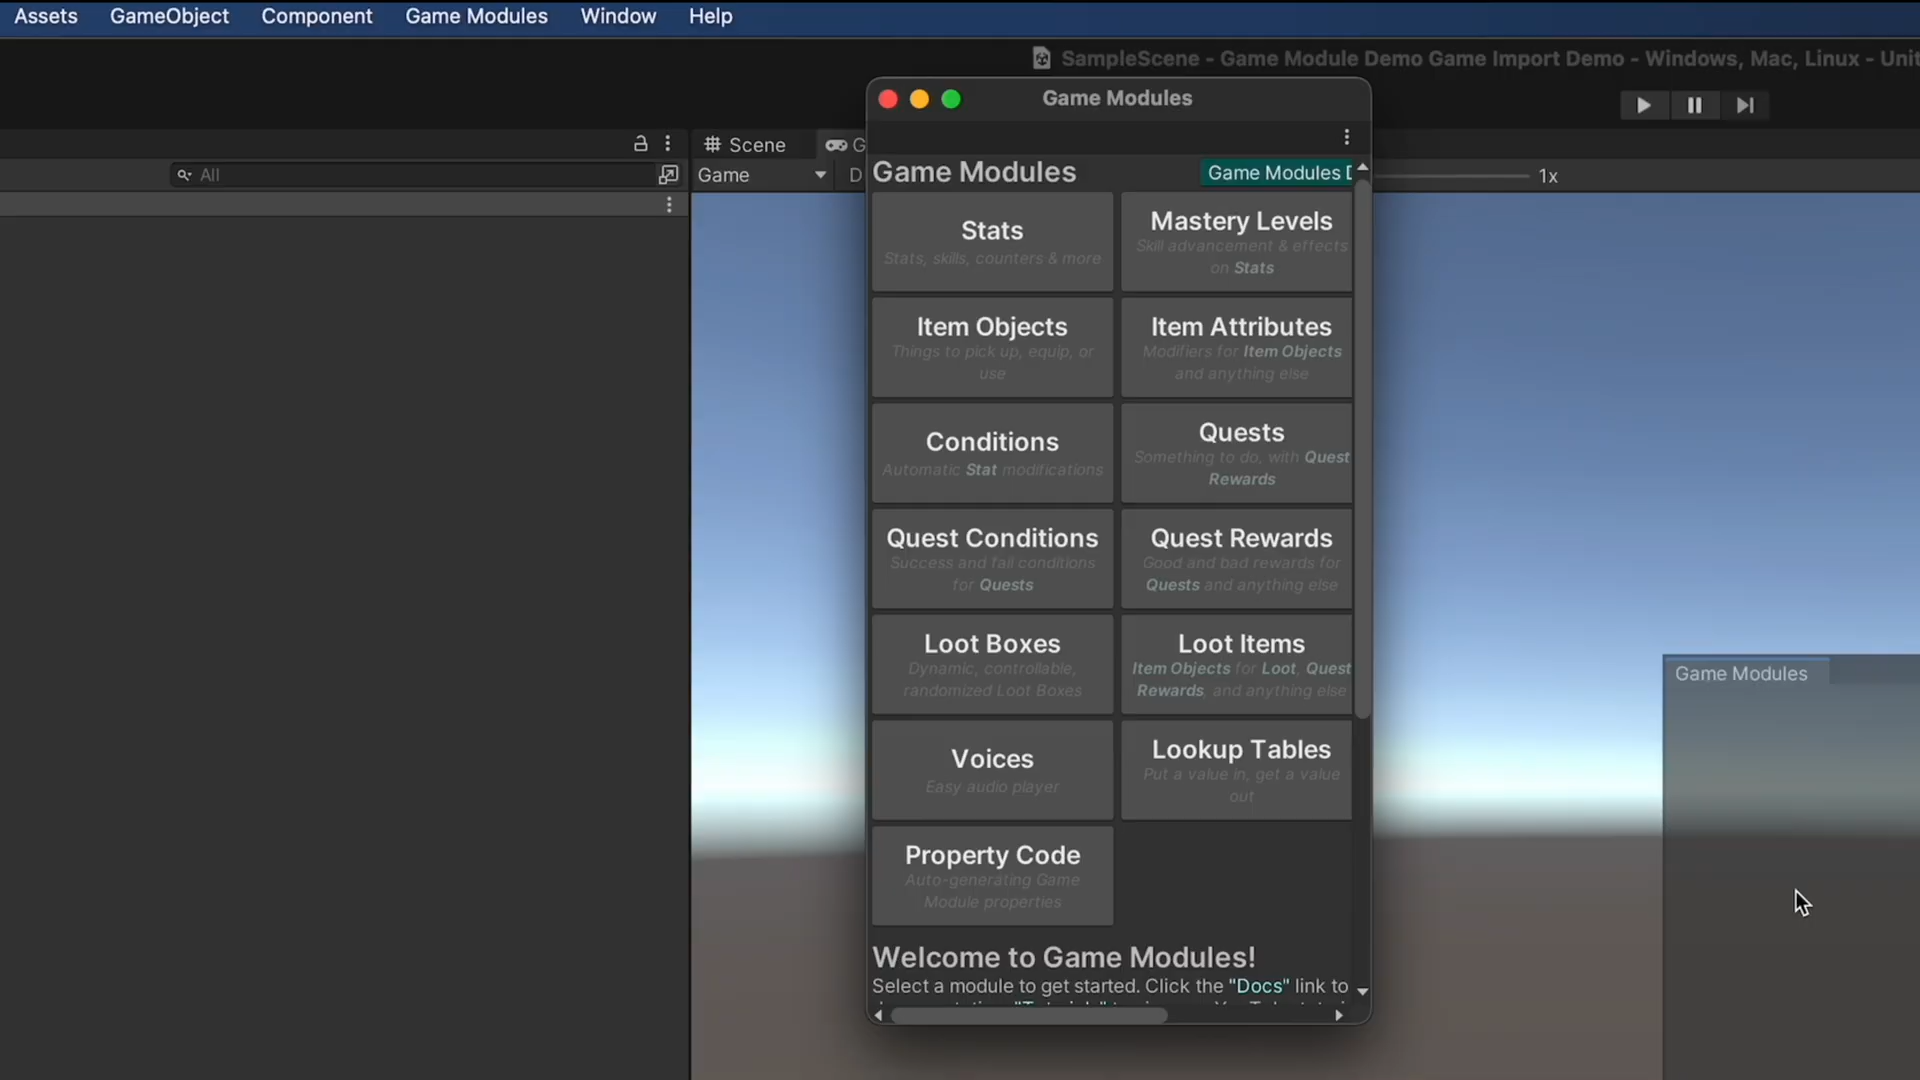 Assets GameObject Component Game Modules Window Help
SampleScene - Game Module Demo Game Import Demo - Windows, Mac, Linux - Unit
Game Modules
Scene G
All
Game D
1x
Game Modules Game Modules D
Stats
Stats, skills, counters & more
Mastery Levels
Skill advancement & effects
on Stats
Item Objects
Things to pick up, equip, or
use
Item Attributes
Modifiers for Item Objects
and anything else
Conditions
Automatic Stat modifications
Quests
Something to do, with Quest
Rewards
Quest Conditions
Success and fail conditions
for Quests
Quest Rewards
Good and bad rewards for
Quests and anything else
Loot Boxes
Dynamic, controllable,
randomized Loot Boxes
Loot Items
Item Objects for Loot, Quest
Rewards, and anything else
Voices
Easy audio player
Lookup Tables
Put a value in, get a value
out
Property Code
Auto-generating Game
Module properties
Welcome to Game Modules!
Select a module to get started. Click the "Docs" link to
Game Modules